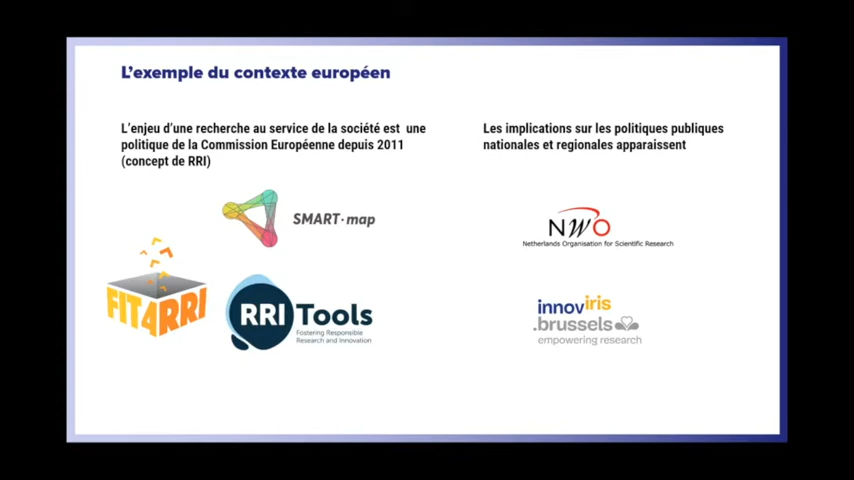 L'exemple du contexte européen
L'enjeu d'une recherche au service de la société est une
politique de la Commission Européenne depuis 2011
(concept de RRI)
Les implications sur les politiques publiques
nationales et regionales apparaissent
SMART·map
FIT4RRI
RRI Tools
Fostering Responsible
Research and Innovation
NWO
Netherlands Organisation for Scientific Research
innoviris
.brussels
empowering research